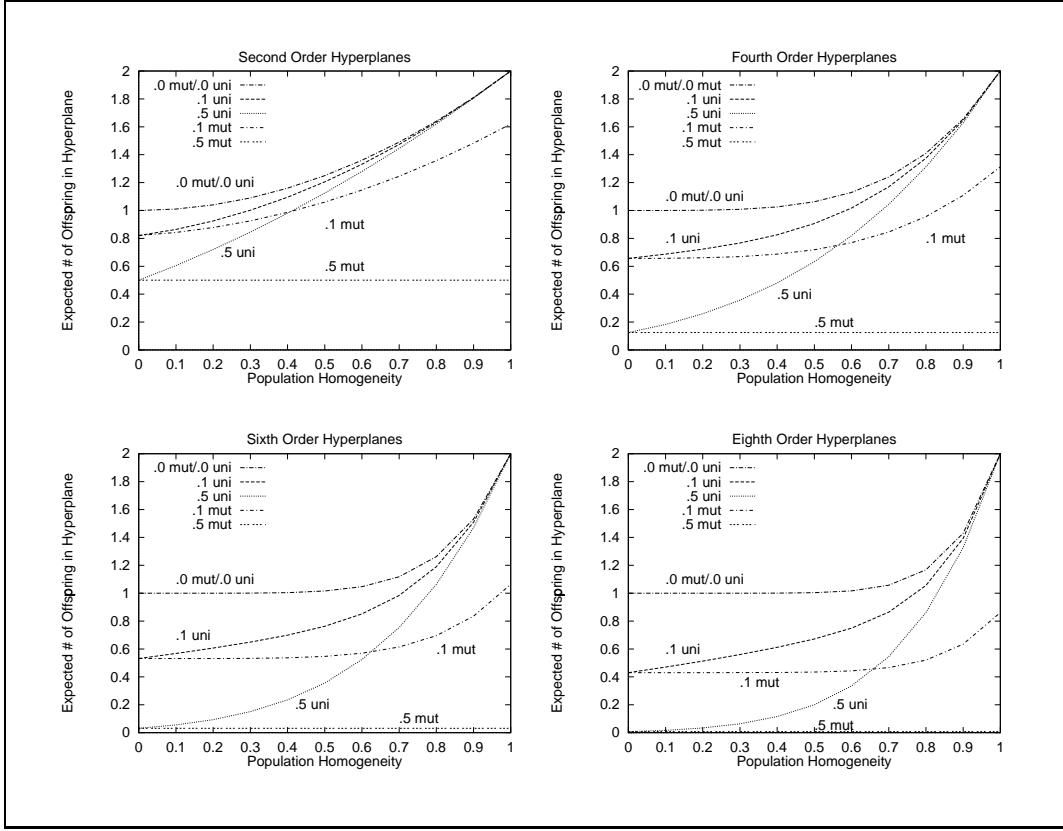 Second Order Hyperplanes
Expected # of Offspring in Hyperplane
2
1.8
1.6
1.4
1.2
1
0.8
0.6
0.4
0.2
0
.0 mut/.0 uni
.1 uni
.5 uni
.1 mut
.5 mut
.0 mut/.0 uni
.1 mut
.5 uni
.5 mut
0 0.1 0.2 0.3 0.4 0.5 0.6 0.7 0.8 0.9 1
Population Homogeneity
Fourth Order Hyperplanes
Expected # of Offspring in Hyperplane
2
1.8
1.6
1.4
1.2
1
0.8
0.6
0.4
0.2
0
.0 mut/.0 mut
.1 uni
.5 uni
.1 mut
.5 mut
.0 mut/.0 uni
.1 uni
.1 mut
.5 uni
.5 mut
0 0.1 0.2 0.3 0.4 0.5 0.6 0.7 0.8 0.9 1
Population Homogeneity
Sixth Order Hyperplanes
Expected # of Offspring in Hyperplane
2
1.8
1.6
1.4
1.2
1
0.8
0.6
0.4
0.2
0
.0 mut/.0 uni
.1 uni
.5 uni
.1 mut
.5 mut
.0 mut/.0 uni
.1 uni
.1 mut
.5 uni
.5 mut
0 0.1 0.2 0.3 0.4 0.5 0.6 0.7 0.8 0.9 1
Population Homogeneity
Eighth Order Hyperplanes
Expected # of Offspring in Hyperplane
2
1.8
1.6
1.4
1.2
1
0.8
0.6
0.4
0.2
0
.0 mut/.0 uni
.1 uni
.5 uni
.1 mut
.5 mut
.0 mut/.0 uni
.1 uni
.1 mut
.5 uni
.5 mut
0 0.1 0.2 0.3 0.4 0.5 0.6 0.7 0.8 0.9 1
Population Homogeneity